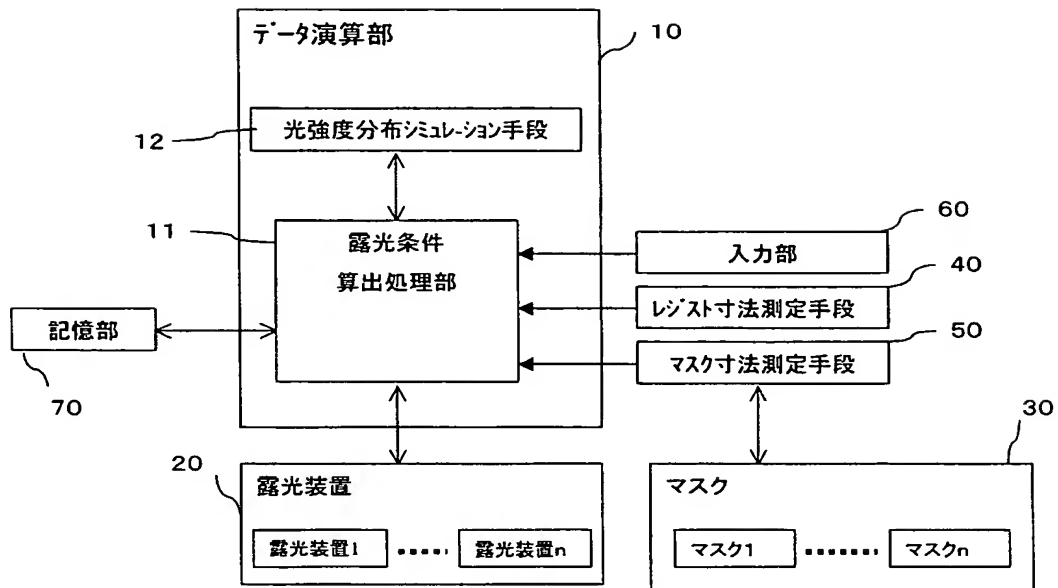 データ演算部
10
光強度分布シミュレーション手段
12
11
露光条件
算出処理部
60
入力部
40
レジスト寸法測定手段
50
マスク寸法測定手段
記憶部
70
20
露光装置
露光装置1
露光装置n
30
マスク
マスク1
マスクn